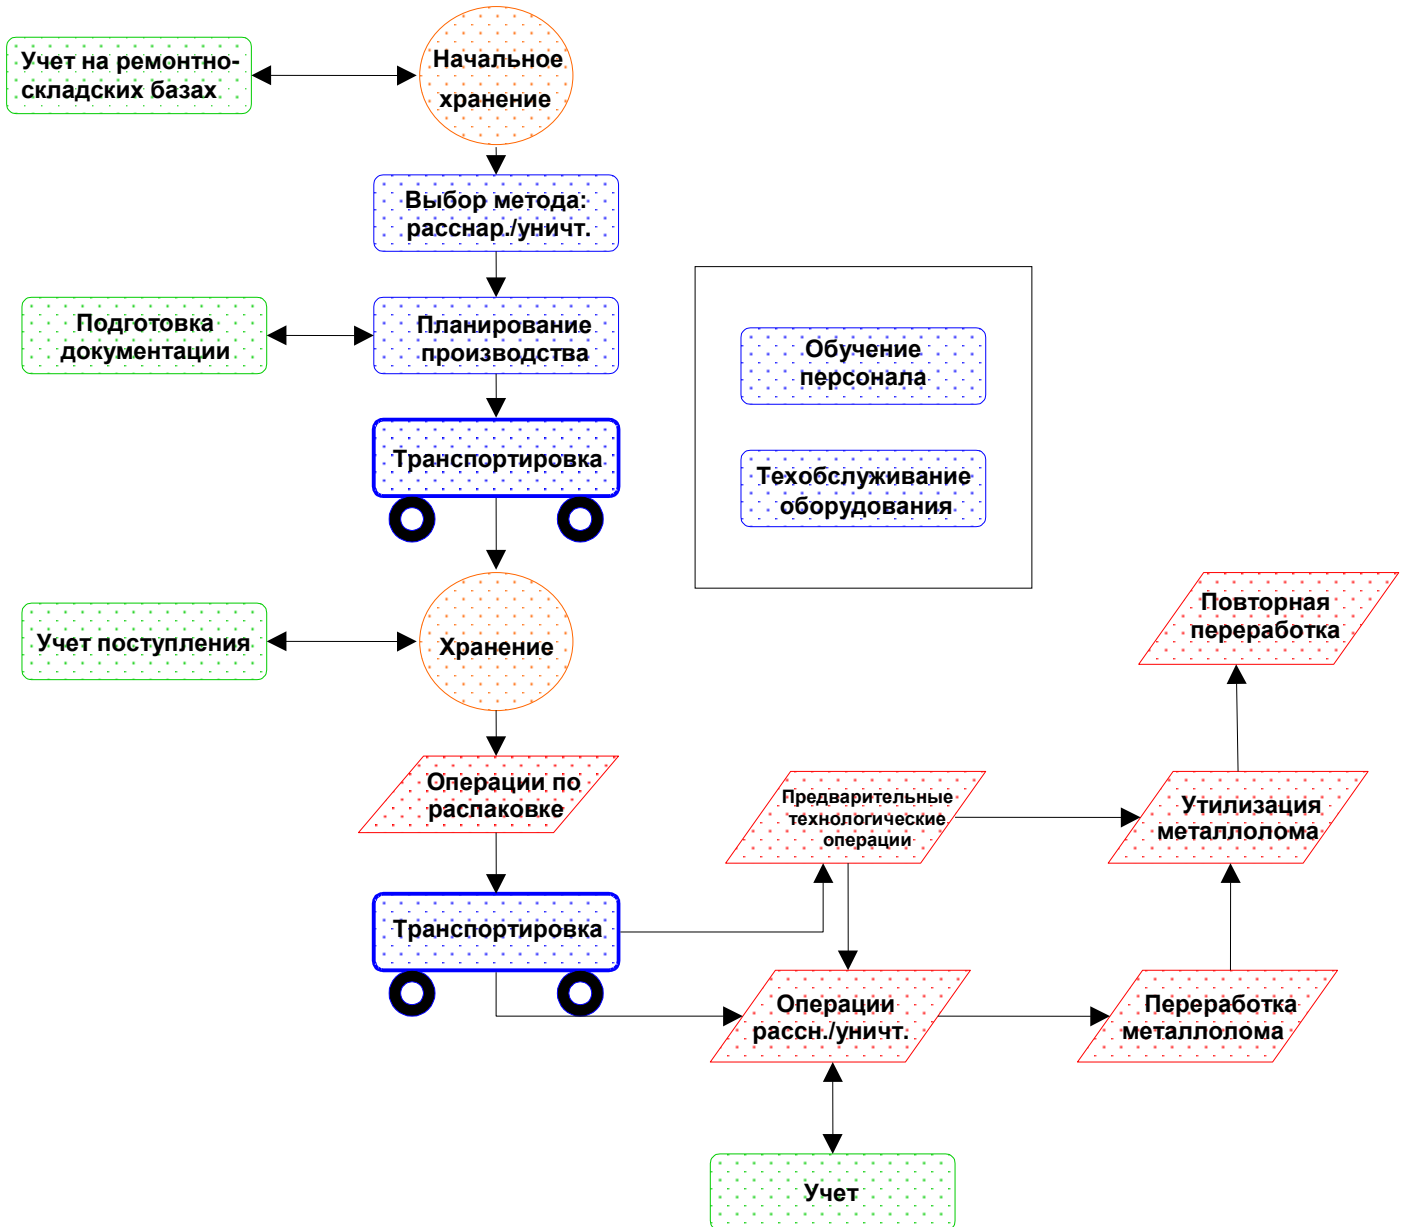 Учет на ремонтно-
складских базах
Начальное
хранение
Выбор метода:
расснар./уничт.
Подготовка
документации
Планирование
производства
Обучение
персонала
Транспортировка
Техобслуживание
оборудования
Учет поступления
Хранение
Повторная
переработка
Операции по
распаковке
Предварительные
технологические
операции
Утилизация
металлолома
Транспортировка
Операции
рассн./уничт.
Переработка
металлолома
Учет